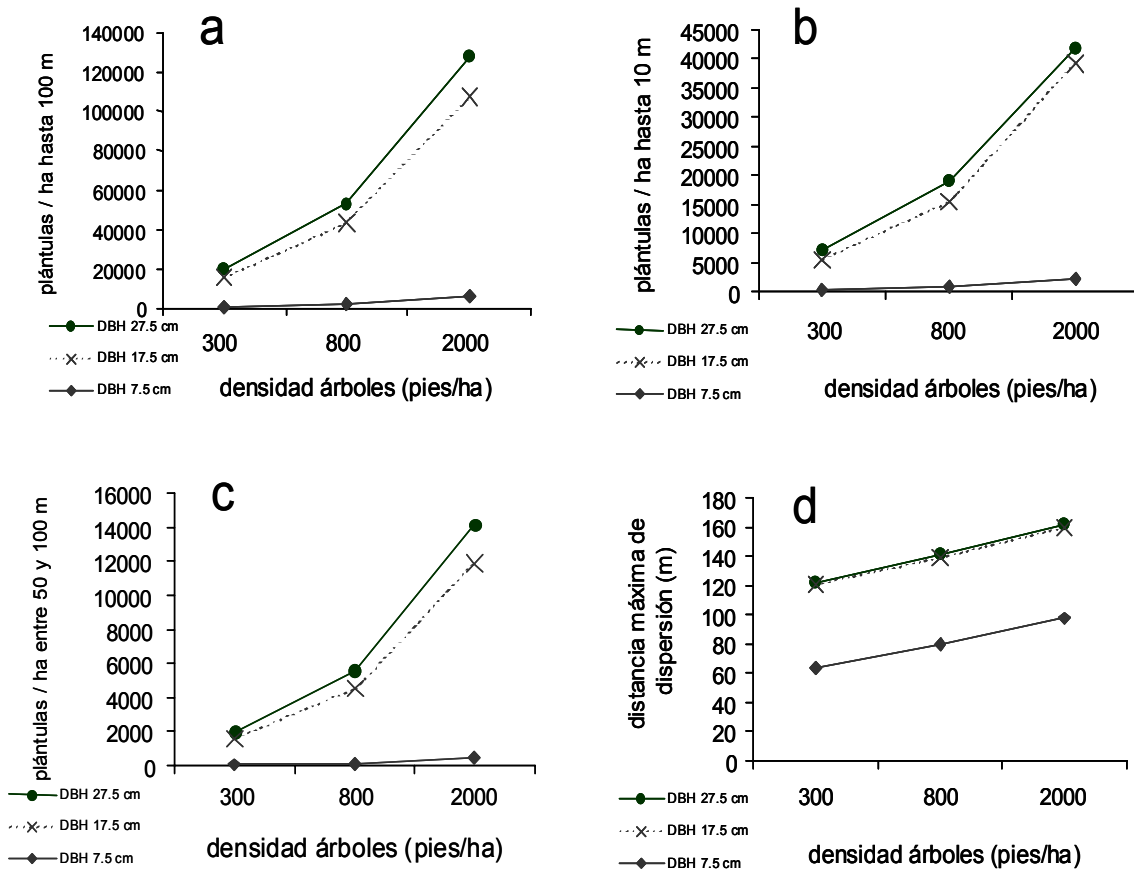 a
plántulas / ha hasta 100 m
140000
120000
100000
80000
60000
40000
20000
0
300 800 2000
densidad árboles (pies/ha)
DBH 27.5 cm
DBH 17.5 cm
DBH 7.5 cm
b
plántulas / ha hasta 10 m
45000
40000
35000
30000
25000
20000
15000
10000
5000
0
300 800 2000
densidad árboles (pies/ha)
DBH 27.5 cm
DBH 17.5 cm
DBH 7.5 cm
c
plántulas / ha entre 50 y 100 m
16000
14000
12000
10000
8000
6000
4000
2000
0
300 800 2000
densidad árboles (pies/ha)
DBH 27.5 cm
DBH 17.5 cm
DBH 7.5 cm
d
distancia máxima de
dispersión (m)
180
160
140
120
100
80
60
40
20
0
300 800 2000
densidad árboles (pies/ha)
DBH 27.5 cm
DBH 17.5 cm
DBH 7.5 cm